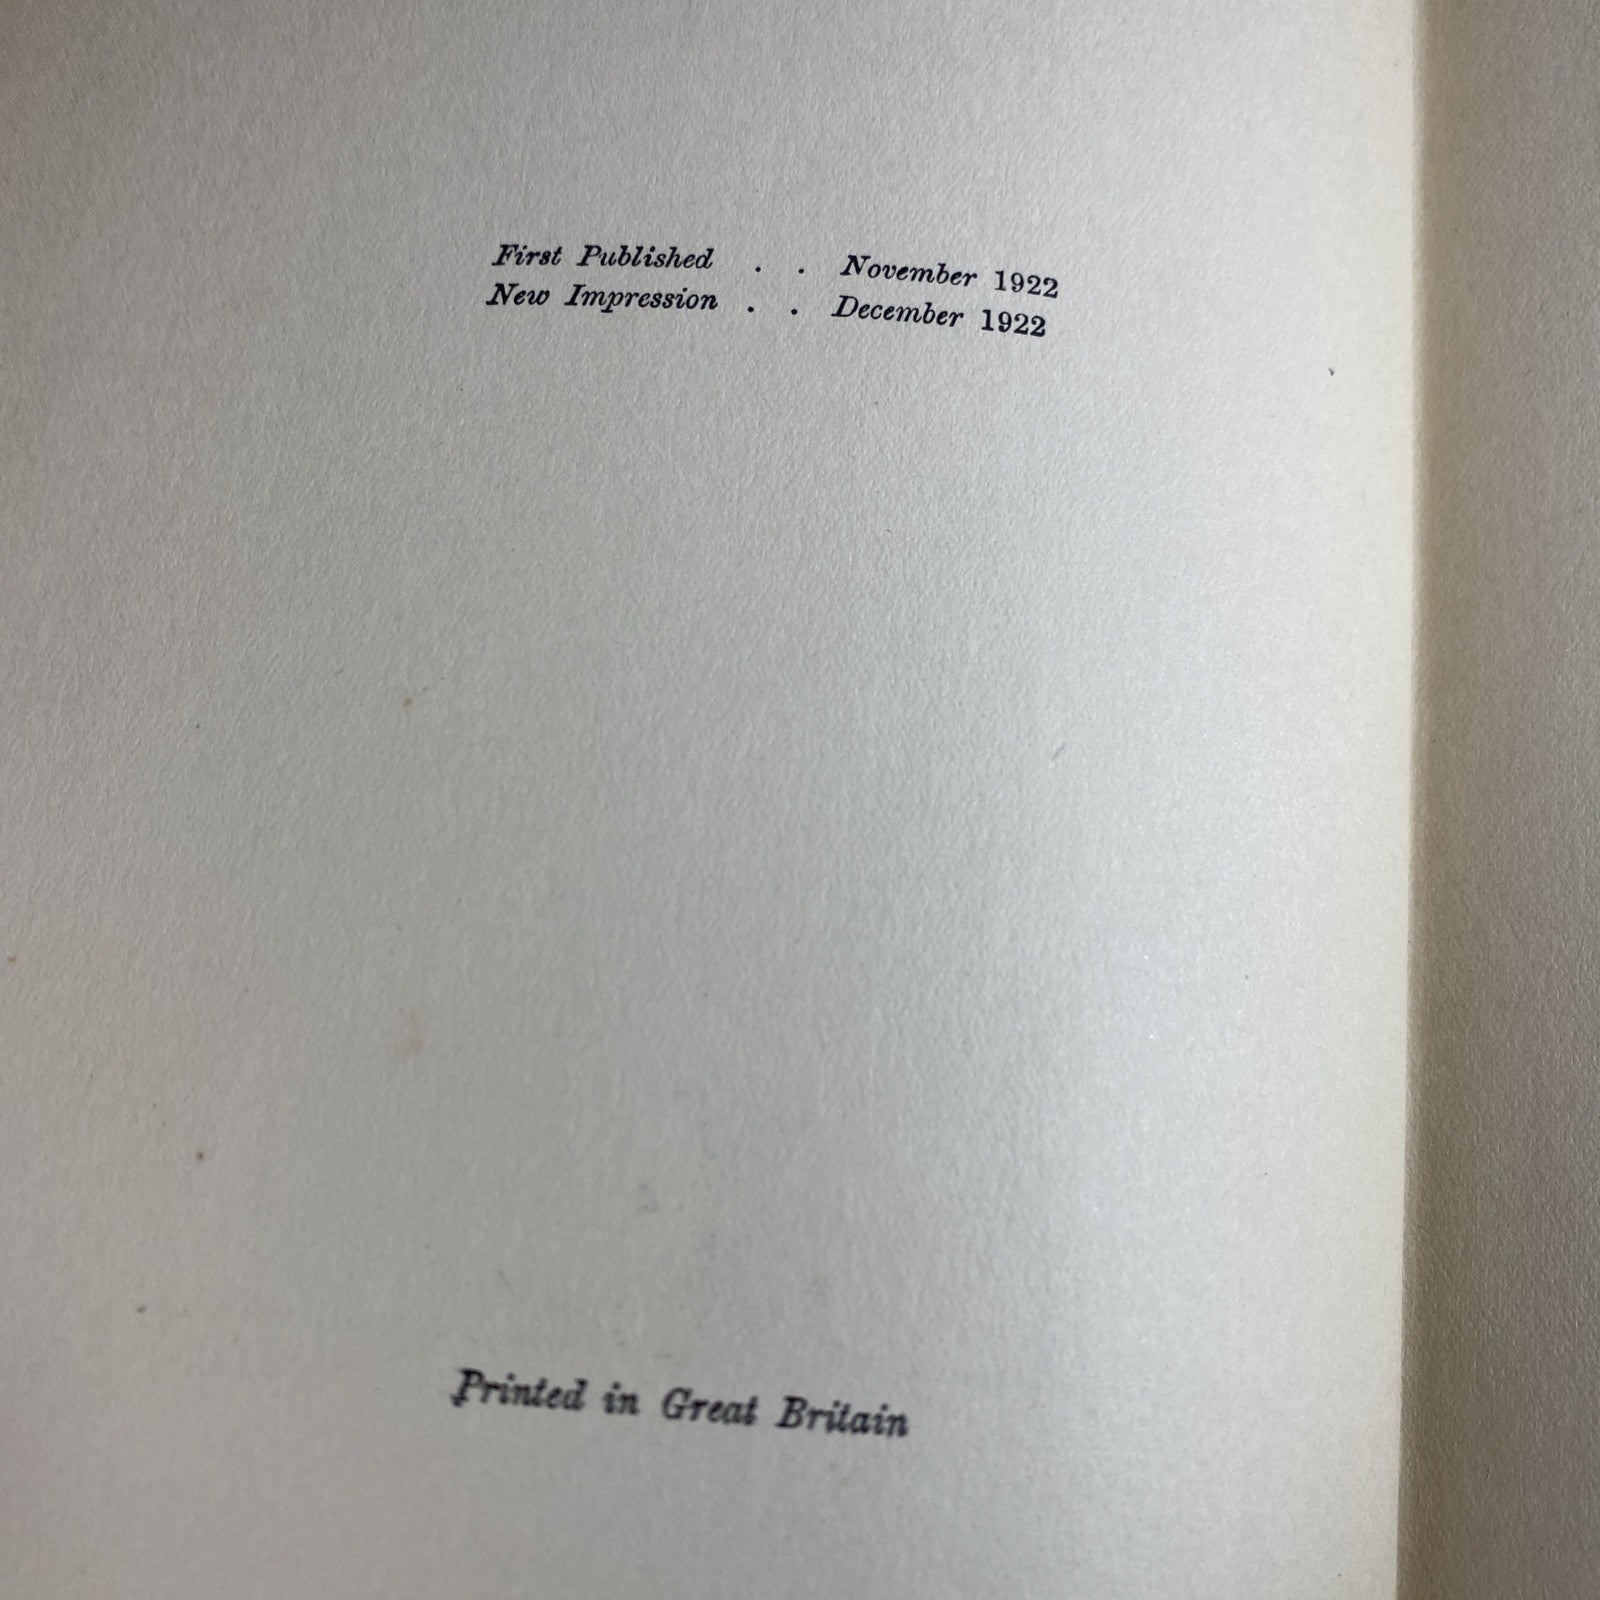 First Published . . November 1922
New Impression . . December 1922
Printed in Great Britain